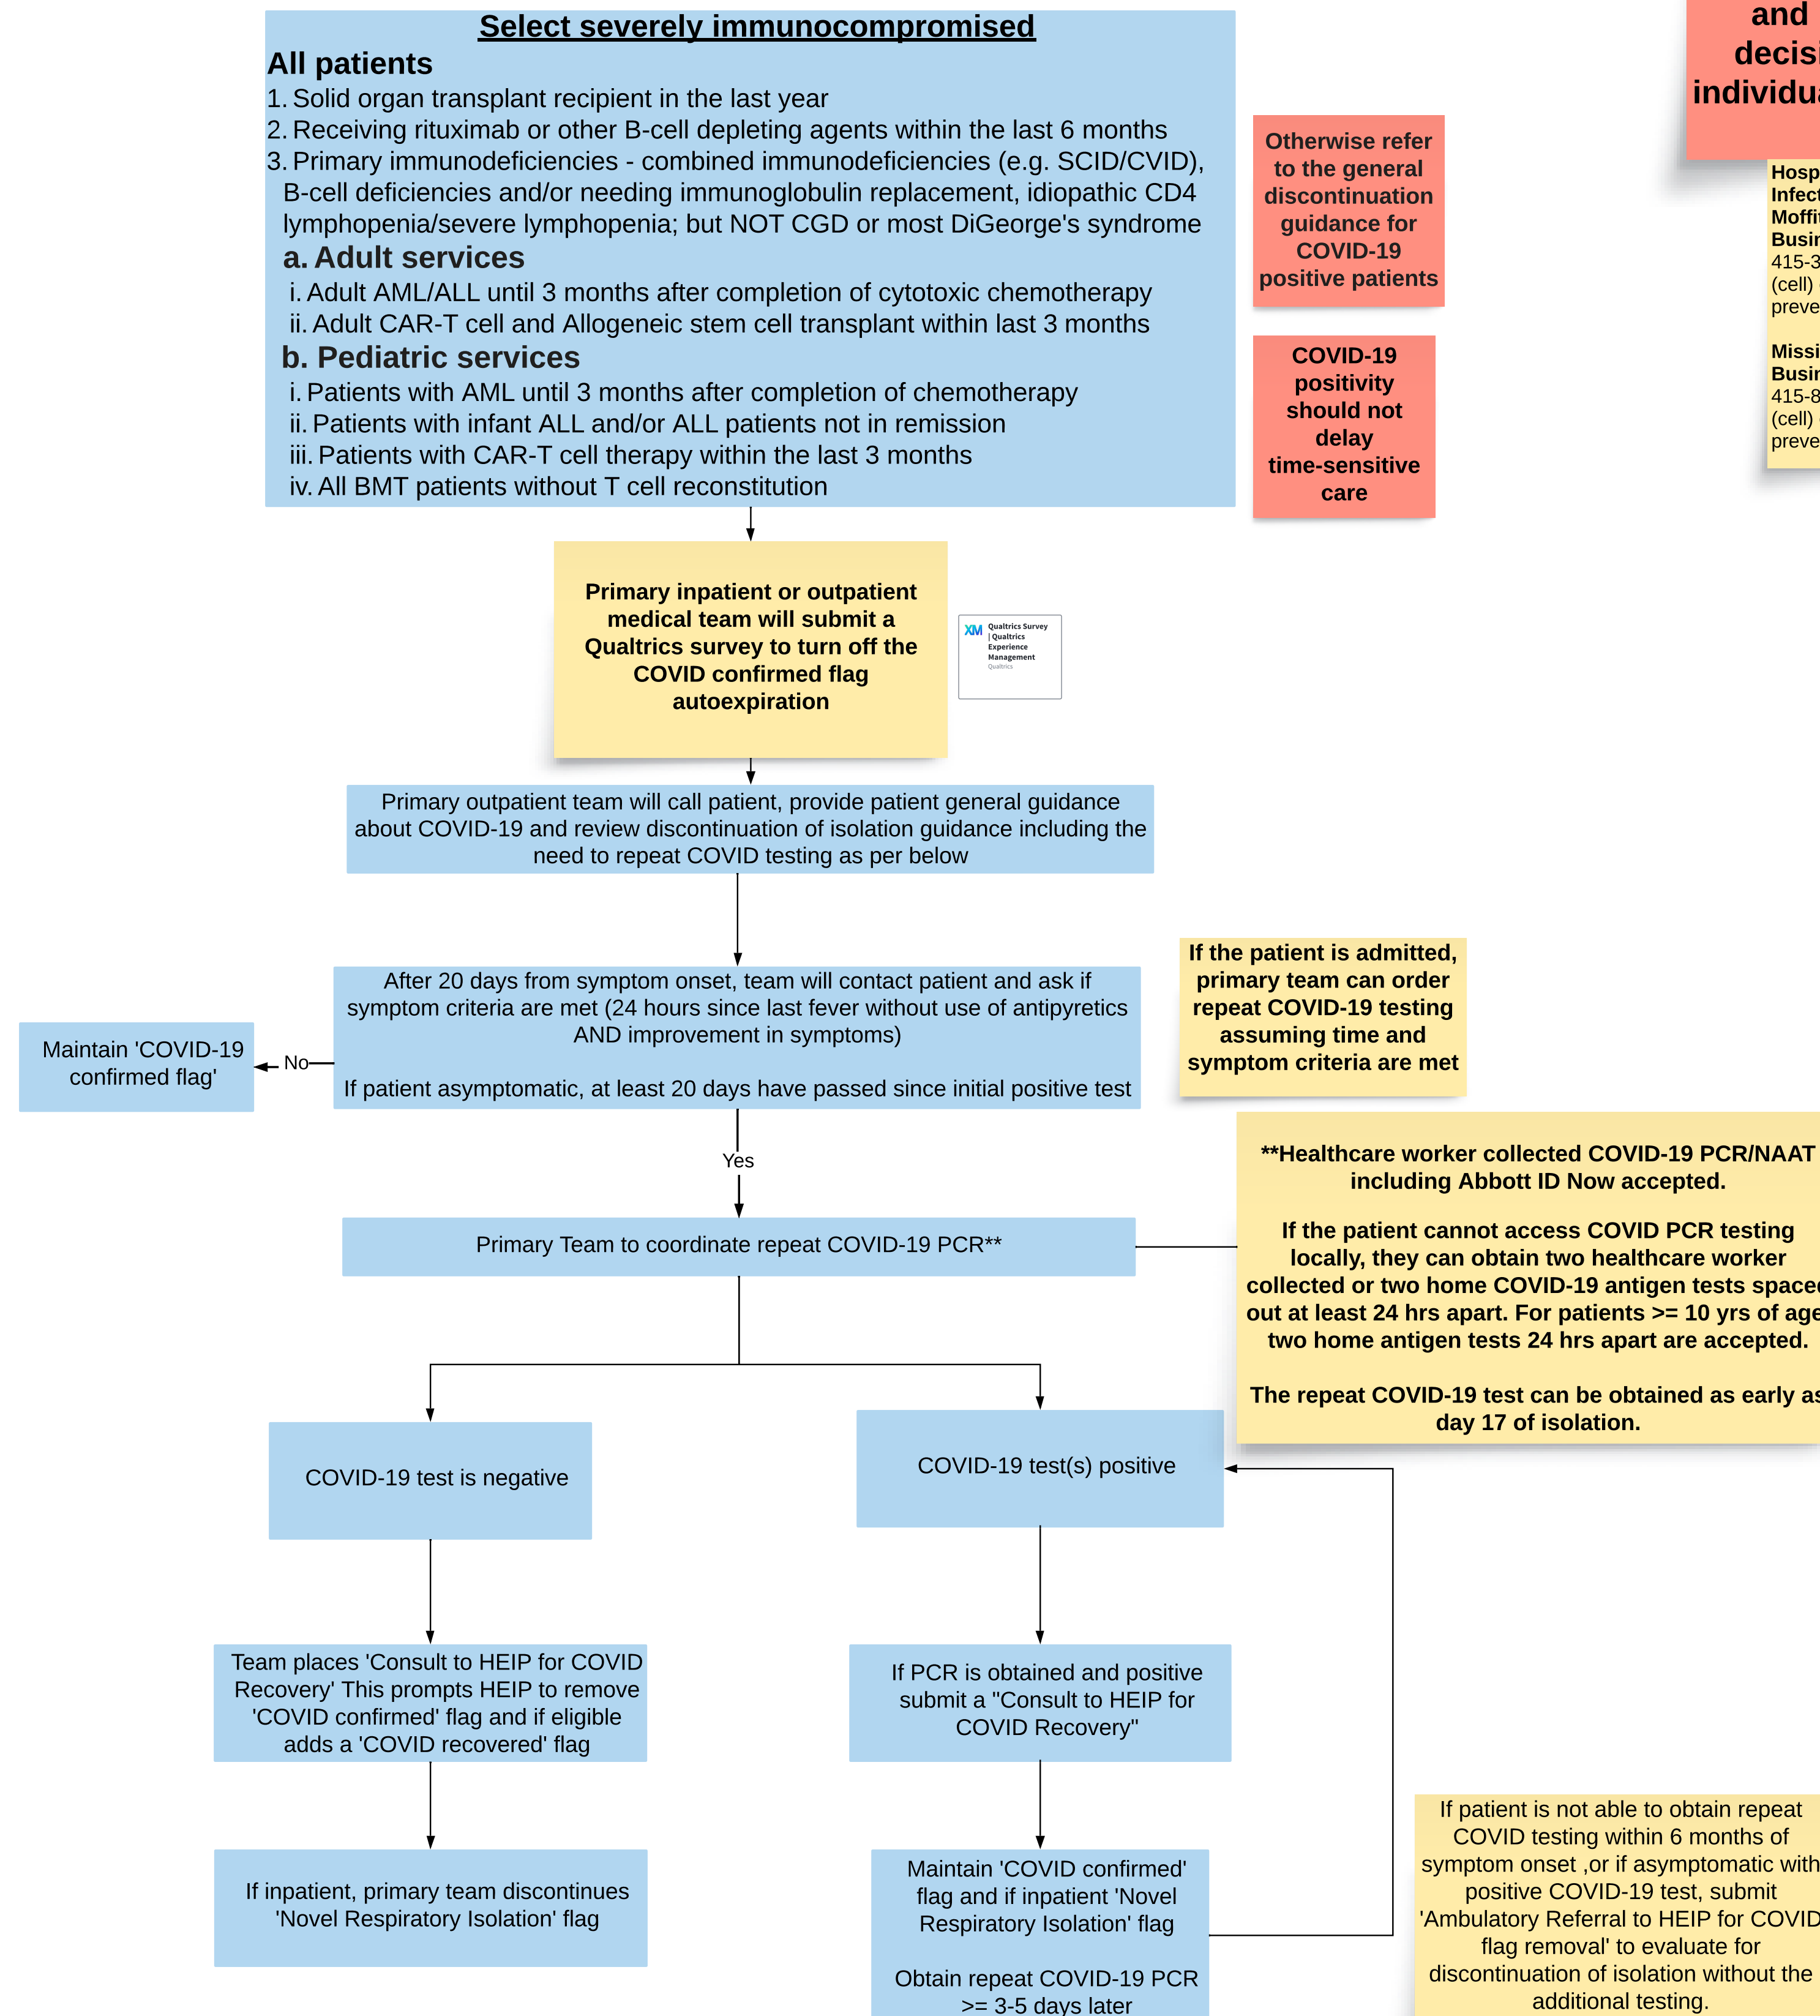 Select severely immunocompromised
All patients
1. Solid organ transplant recipient in the last year
2. Receiving rituximab or other B-cell depleting agents within the last 6 months
3. Primary immunodeficiencies - combined immunodeficiencies (e.g. SCID/CVID),
B-cell deficiencies and/or needing immunoglobulin replacement, idiopathic CD4
lymphopenia/severe lymphopenia; but NOT CGD or most DiGeorge's syndrome
a. Adult services
i. Adult AML/ALL until 3 months after completion of cytotoxic chemotherapy
ii. Adult CAR-T cell and Allogeneic stem cell transplant within last 3 months
b. Pediatric services
i. Patients with AML until 3 months after completion of chemotherapy
ii. Patients with infant ALL and/or ALL patients not in remission
iii. Patients with CAR-T cell therapy within the last 3 months
iv. All BMT patients without T cell reconstitution
Otherwise refer
to the general
discontinuation
guidance for
COVID-19
positive patients
COVID-19
positivity
should not
delay
time-sensitive
care
and
(cell)
Primary inpatient or outpatient
medical team will submit a
Qualtrics survey to turn off the
COVID confirmed flag
autoexpiration
XM
Qualtrics Survey
| Qualtrics
Experience
Management
Qualtrics
Primary outpatient team will call patient, provide patient general guidance
about COVID-19 and review discontinuation of isolation guidance including the
need to repeat COVID testing as per below
After 20 days from symptom onset, team will contact patient and ask if
symptom criteria are met (24 hours since last fever without use of antipyretics
AND improvement in symptoms)
If patient asymptomatic, at least 20 days have passed since initial positive test
No
Maintain 'COVID-19
confirmed flag'
If the patient is admitted,
primary team can order
repeat COVID-19 testing
assuming time and
symptom criteria are met
Yes
Primary Team to coordinate repeat COVID-19 PCR**
**Healthcare worker collected COVID-19 PCR/NAAT
including Abbott ID Now accepted.
If the patient cannot access COVID PCR testing
locally, they can obtain two healthcare worker
collected or two home COVID-19 antigen tests spaced
out at least 24 hrs apart. For patients >= 10 yrs of age
two home antigen tests 24 hrs apart are accepted.
The repeat COVID-19 test can be obtained as early as
day 17 of isolation.
COVID-19 test is negative
COVID-19 test(s) positive
Team places 'Consult to HEIP for COVID
Recovery' This prompts HEIP to remove
'COVID confirmed' flag and if eligible
adds a 'COVID recovered' flag
If PCR is obtained and positive
submit a "Consult to HEIP for
COVID Recovery"
If inpatient, primary team discontinues
'Novel Respiratory Isolation' flag
Maintain 'COVID confirmed'
flag and if inpatient 'Novel
Respiratory Isolation' flag
Obtain repeat COVID-19 PCR
>= 3-5 days later
If patient is not able to obtain repeat
COVID testing within 6 months of
symptom onset ,or if asymptomatic with
positive COVID-19 test, submit
'Ambulatory Referral to HEIP for COVID
flag removal' to evaluate for
discontinuation of isolation without the
additional testing.